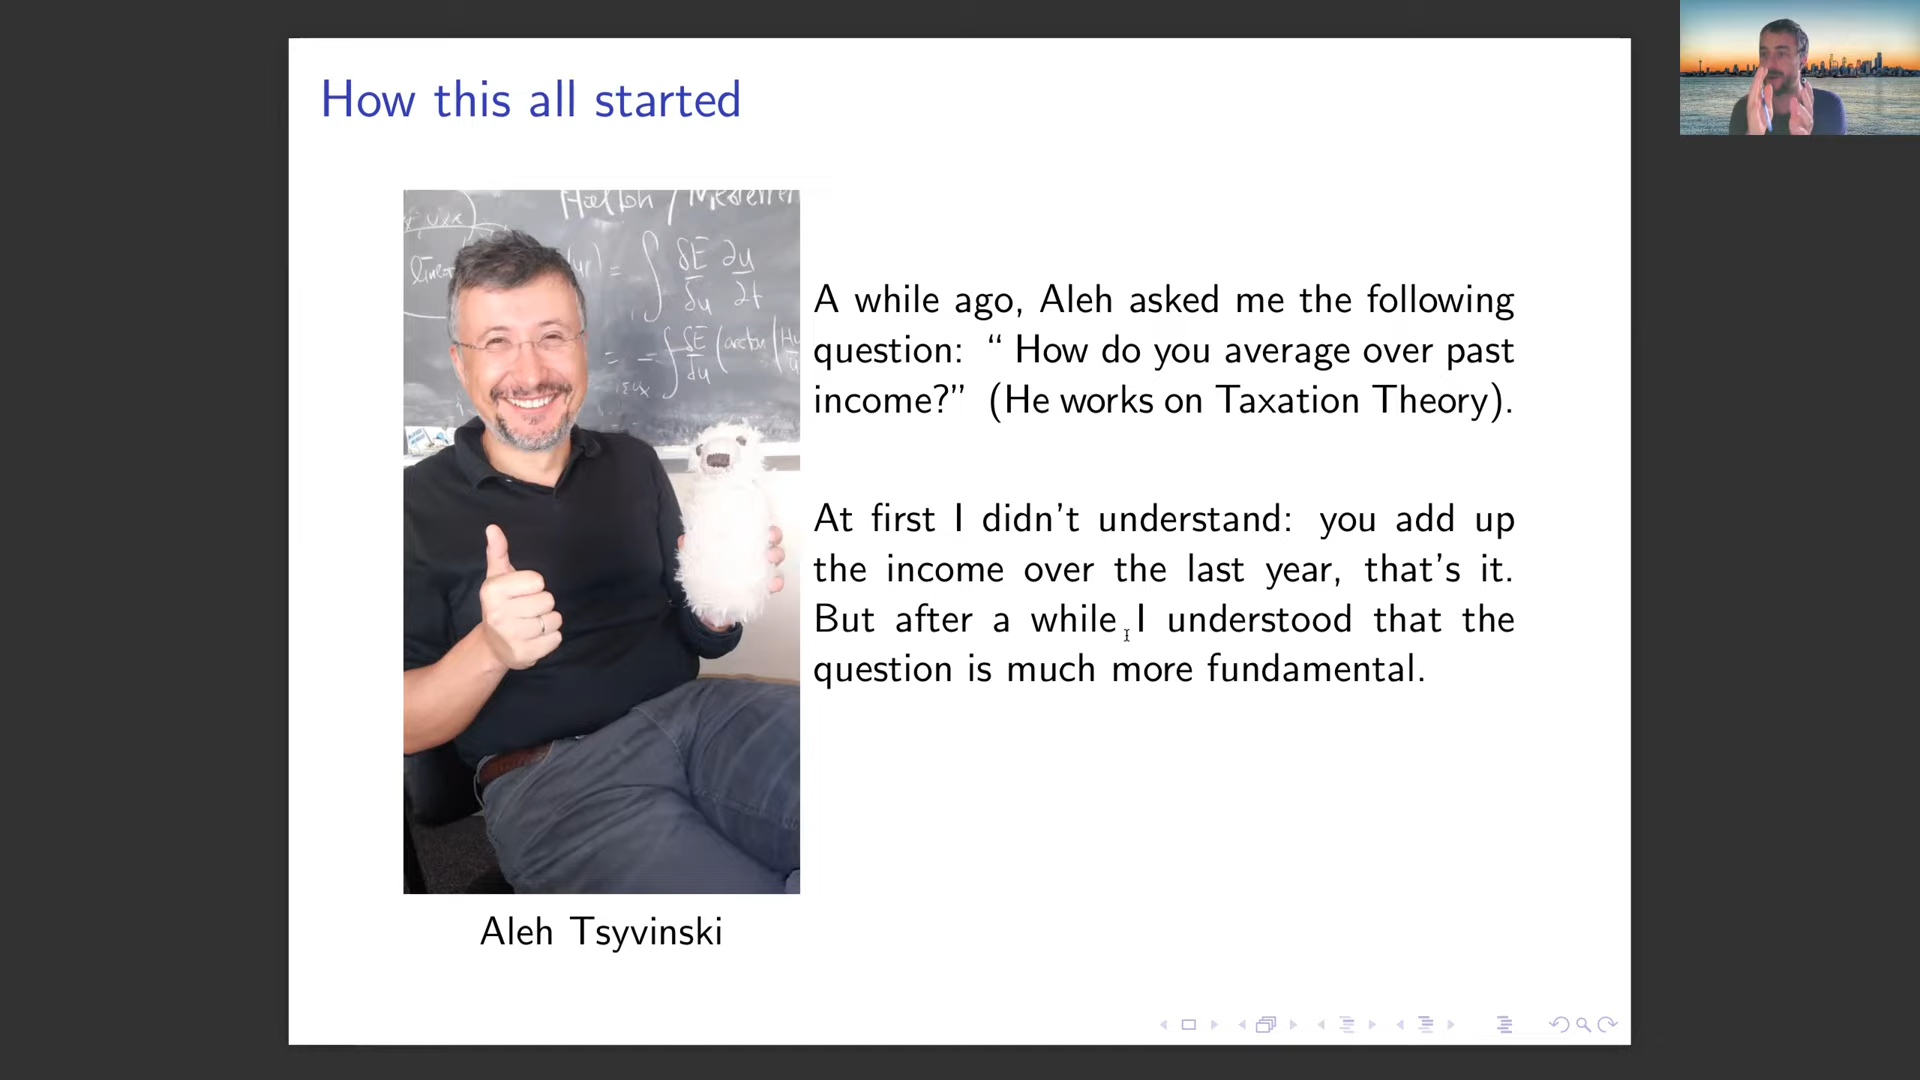 How this all started
A while ago, Aleh asked me the following
question: “ How do you average over past
income?” (He works on Taxation Theory).
At first I didn't understand: you add up
the income over the last year, that's it.
But after a while I understood that the
question is much more fundamental.
Aleh Tsyvinski